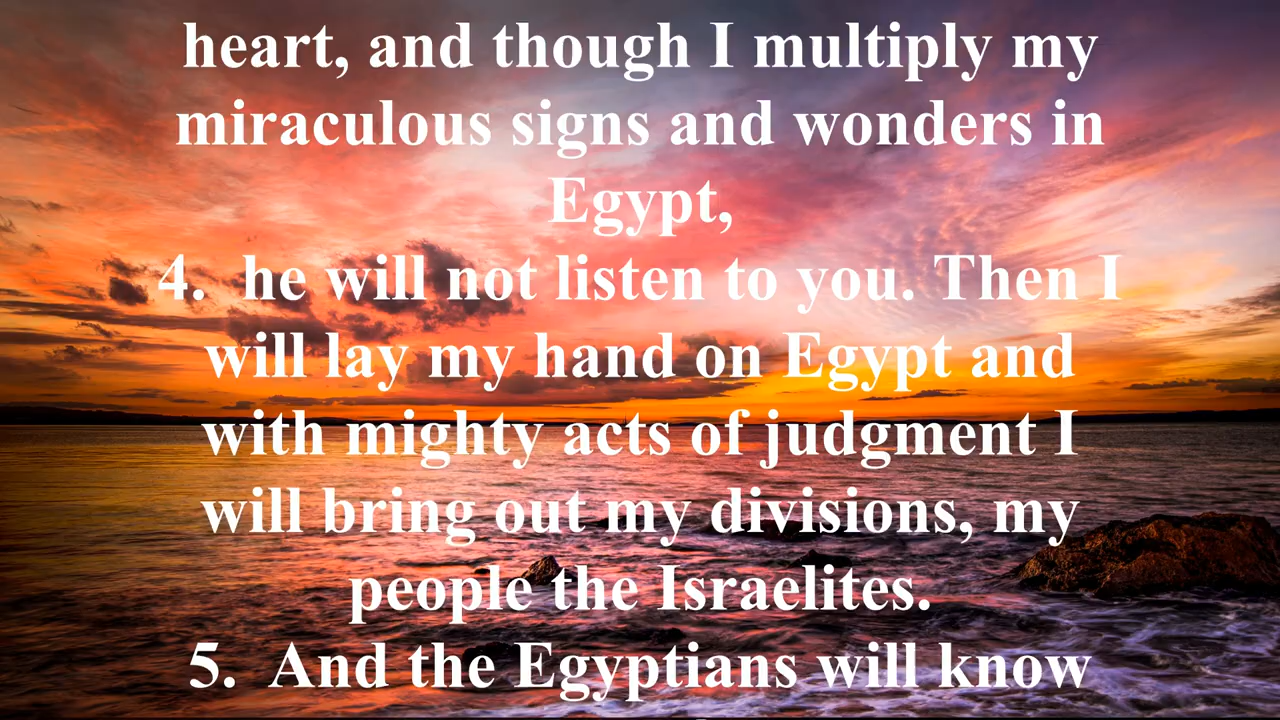 heart, and though I multiply my
miraculous signs and wonders in
Egypt,
4.  he will not listen to you. Then I
will lay my hand on Egypt and
with mighty acts of judgment I
will bring out my divisions, my
people the Israelites.
5.  And the Egyptians will know